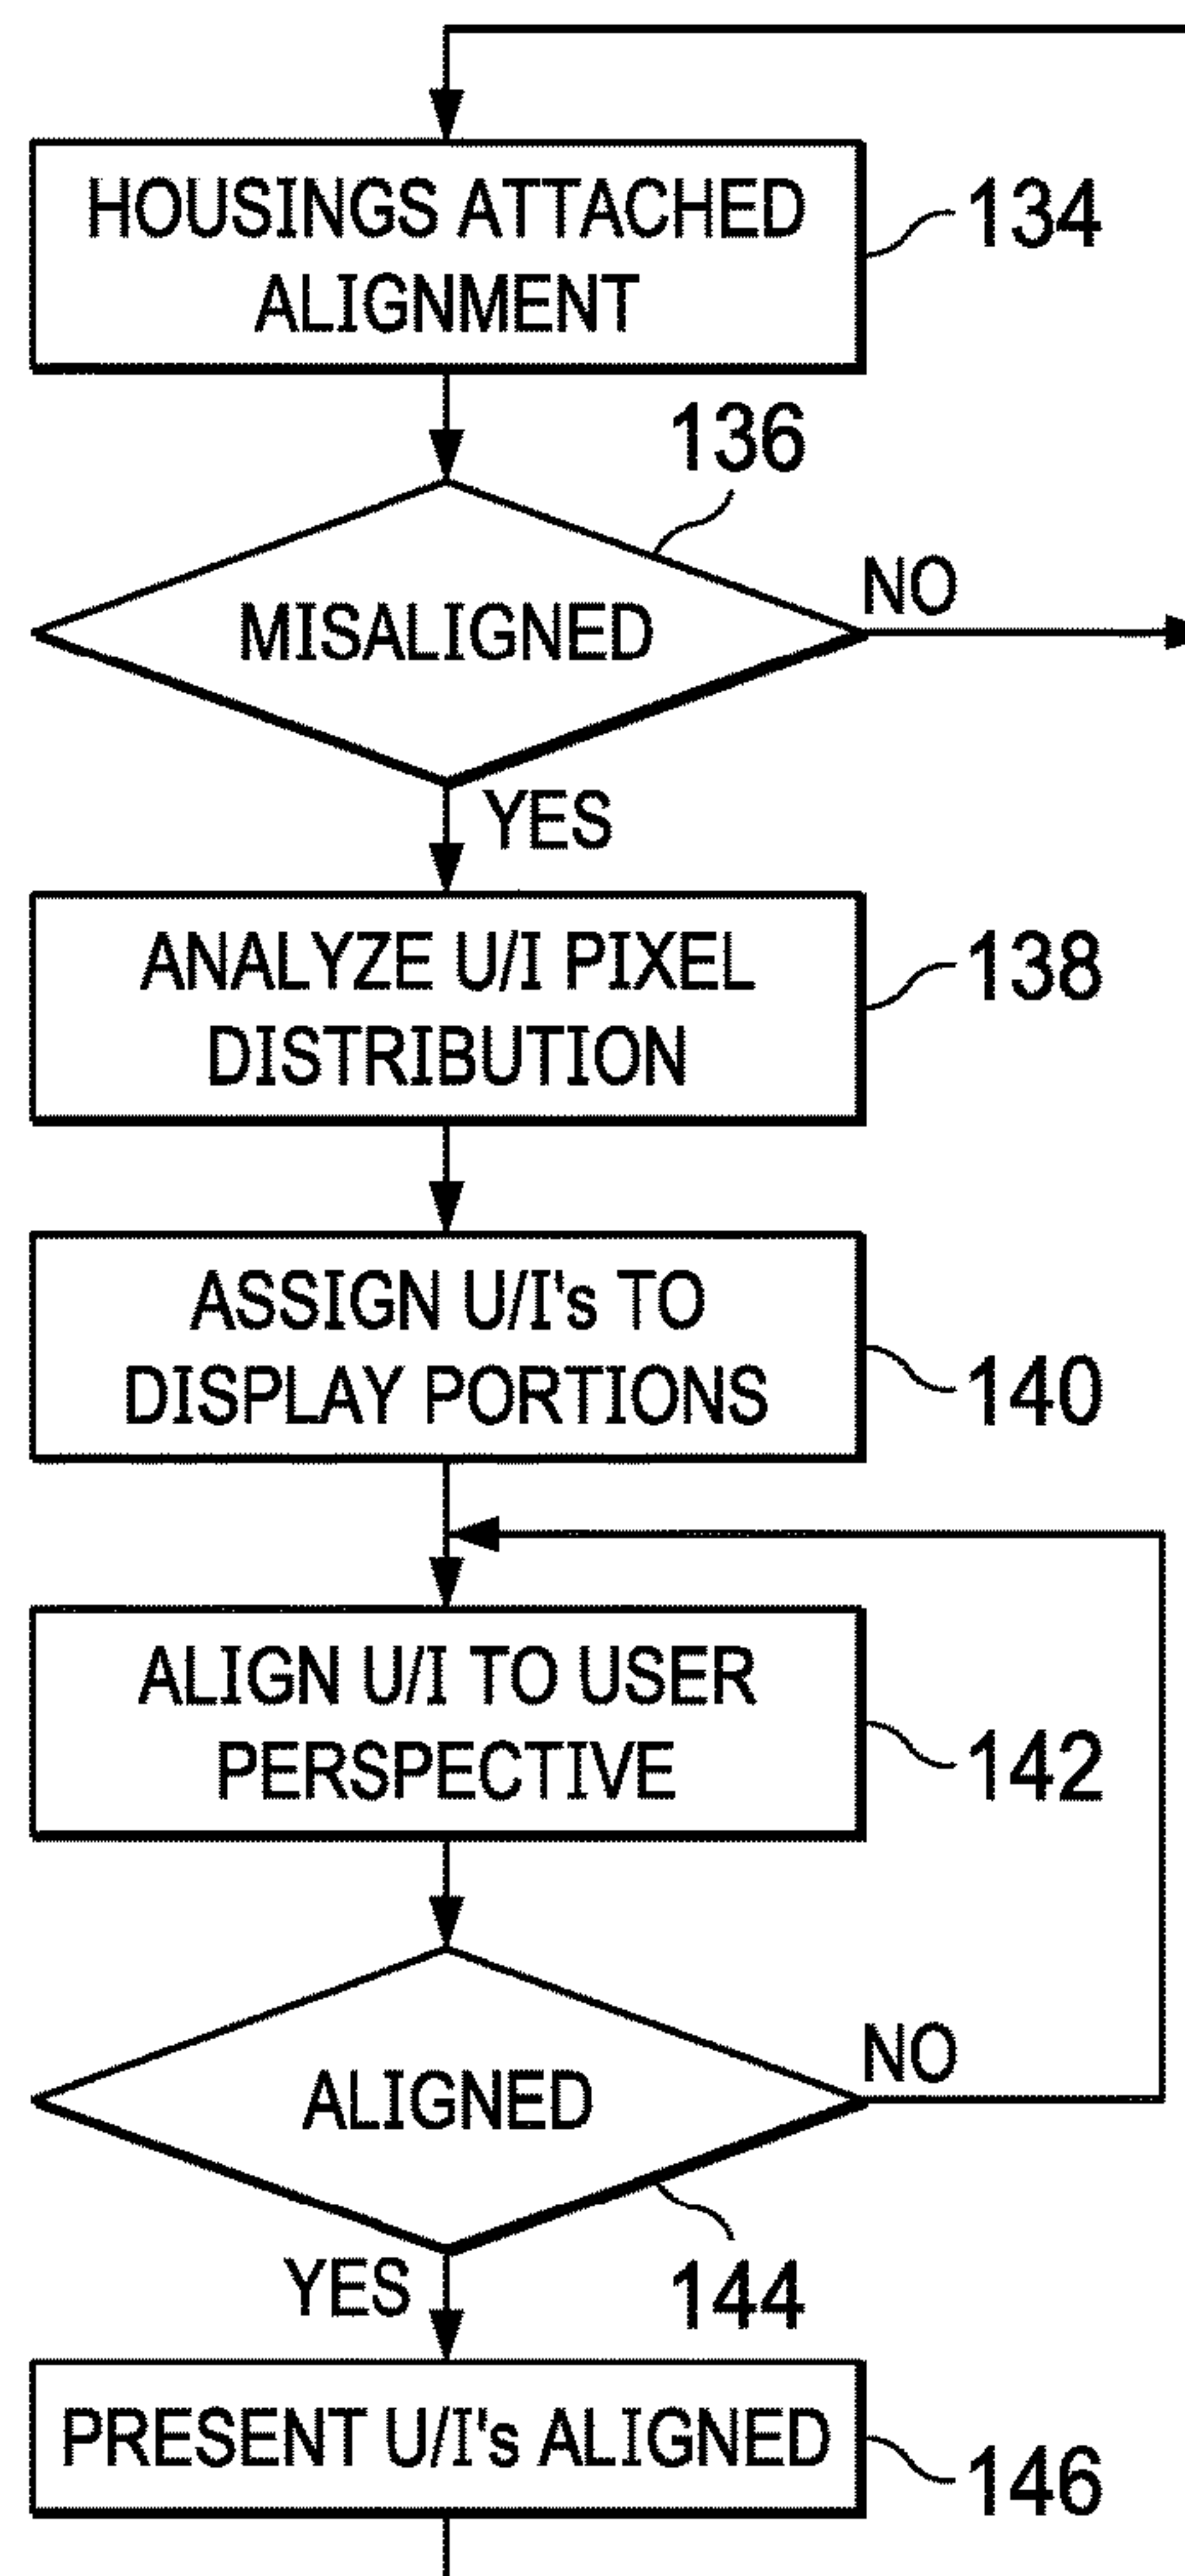 HOUSINGS ATTACHED
ALIGNMENT
134
136
MISALIGNED
NO
YES
ANALYZE U/I PIXEL
DISTRIBUTION
138
ASSIGN U/I's TO
DISPLAY PORTIONS
140
ALIGN U/I TO USER
PERSPECTIVE
142
ALIGNED
NO
YES
144
PRESENT U/I's ALIGNED
146